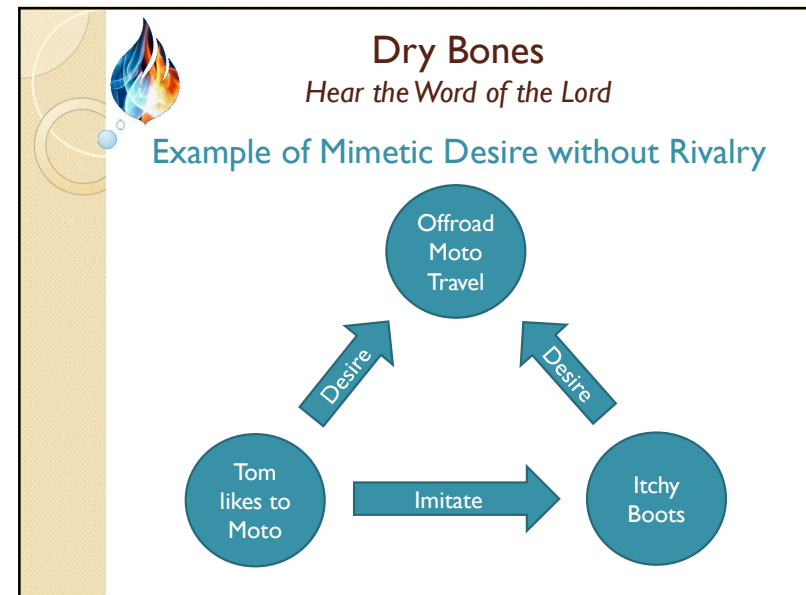 Dry Bones
Hear the Word of the Lord
Example of Mimetic Desire without Rivalry
Offroad
Moto
Travel
Desire
Desire
Tom
likes to
Moto
Imitate
Itchy
Boots